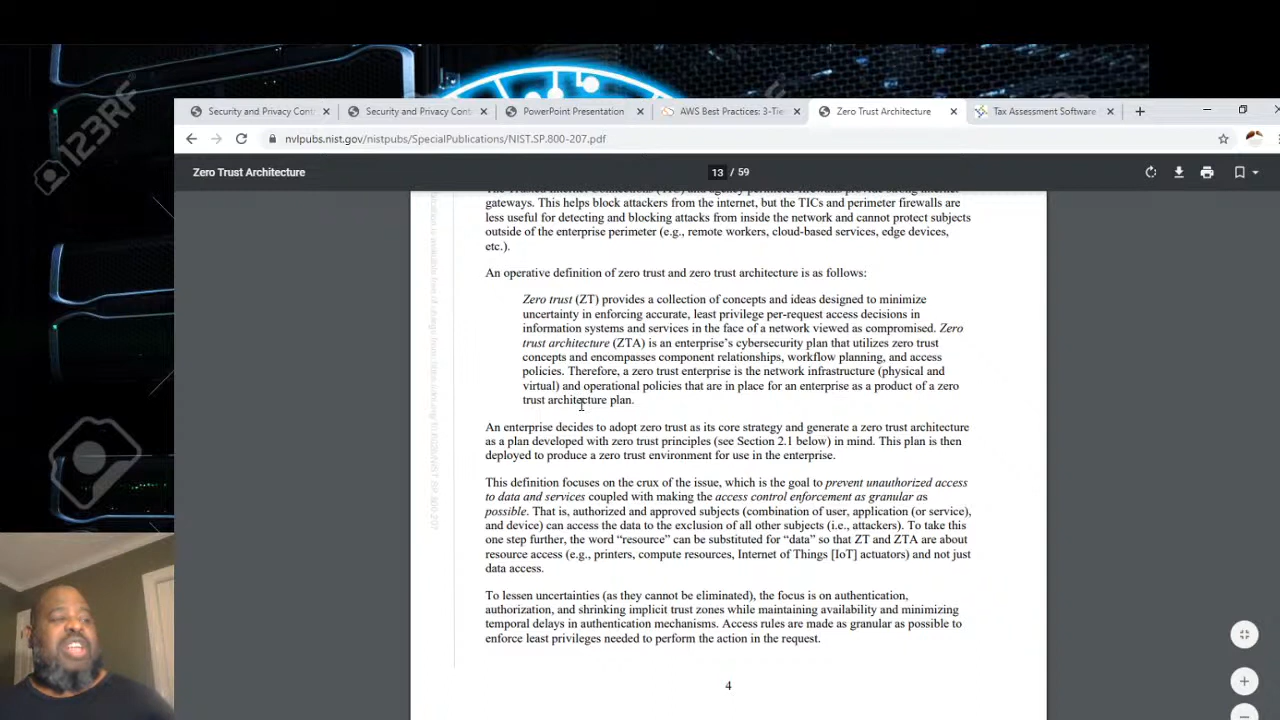 123RF
Security and Privacy Cont
Security and Privacy Cont
PowerPoint Presentation
AWS Best Practices: 3-Tie
Zero Trust Architecture
Tax Assessment Software
nvlpubs.nist.gov/nistpubs/SpecialPublications/NIST.SP.800-207.pdf
Zero Trust Architecture
13 / 59
The Trusted Internet Connections (TIC) and agency perimeter firewalls provide strong Internet
gateways. This helps block attackers from the internet, but the TICs and perimeter firewalls are
less useful for detecting and blocking attacks from inside the network and cannot protect subjects
outside of the enterprise perimeter (e.g., remote workers, cloud-based services, edge devices,
etc.).
An operative definition of zero trust and zero trust architecture is as follows:
Zero trust (ZT) provides a collection of concepts and ideas designed to minimize
uncertainty in enforcing accurate, least privilege per-request access decisions in
information systems and services in the face of a network viewed as compromised. Zero
trust architecture (ZTA) is an enterprise's cybersecurity plan that utilizes zero trust
concepts and encompasses component relationships, workflow planning, and access
policies. Therefore, a zero trust enterprise is the network infrastructure (physical and
virtual) and operational policies that are in place for an enterprise as a product of a zero
trust architecture plan.
An enterprise decides to adopt zero trust as its core strategy and generate a zero trust architecture
as a plan developed with zero trust principles (see Section 2.1 below) in mind. This plan is then
deployed to produce a zero trust environment for use in the enterprise.
This definition focuses on the crux of the issue, which is the goal to prevent unauthorized access
to data and services coupled with making the access control enforcement as granular as
possible. That is, authorized and approved subjects (combination of user, application (or service),
and device) can access the data to the exclusion of all other subjects (i.e., attackers). To take this
one step further, the word “resource” can be substituted for “data” so that ZT and ZTA are about
resource access (e.g., printers, compute resources, Internet of Things [IoT] actuators) and not just
data access.
To lessen uncertainties (as they cannot be eliminated), the focus is on authentication,
authorization, and shrinking implicit trust zones while maintaining availability and minimizing
temporal delays in authentication mechanisms. Access rules are made as granular as possible to
enforce least privileges needed to perform the action in the request.
4